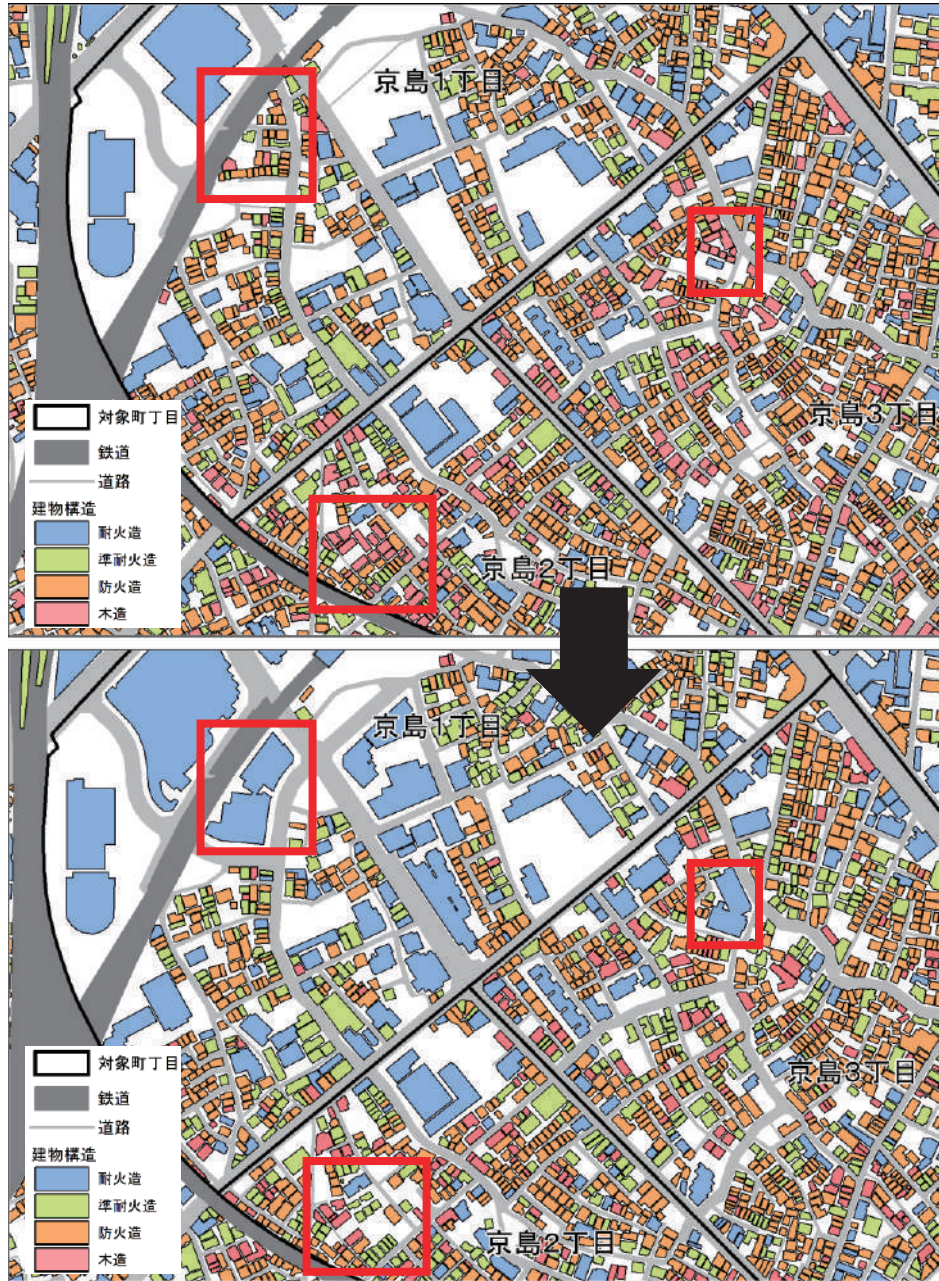 京島1丁目
京島3丁目
京島2丁目
対象町丁目
鉄道
道路
建物構造
耐火造
準耐火造
防火造
木造
京島1丁目
京島3丁目
京島2丁目
対象町丁目
鉄道
道路
建物構造
耐火造
準耐火造
防火造
木造